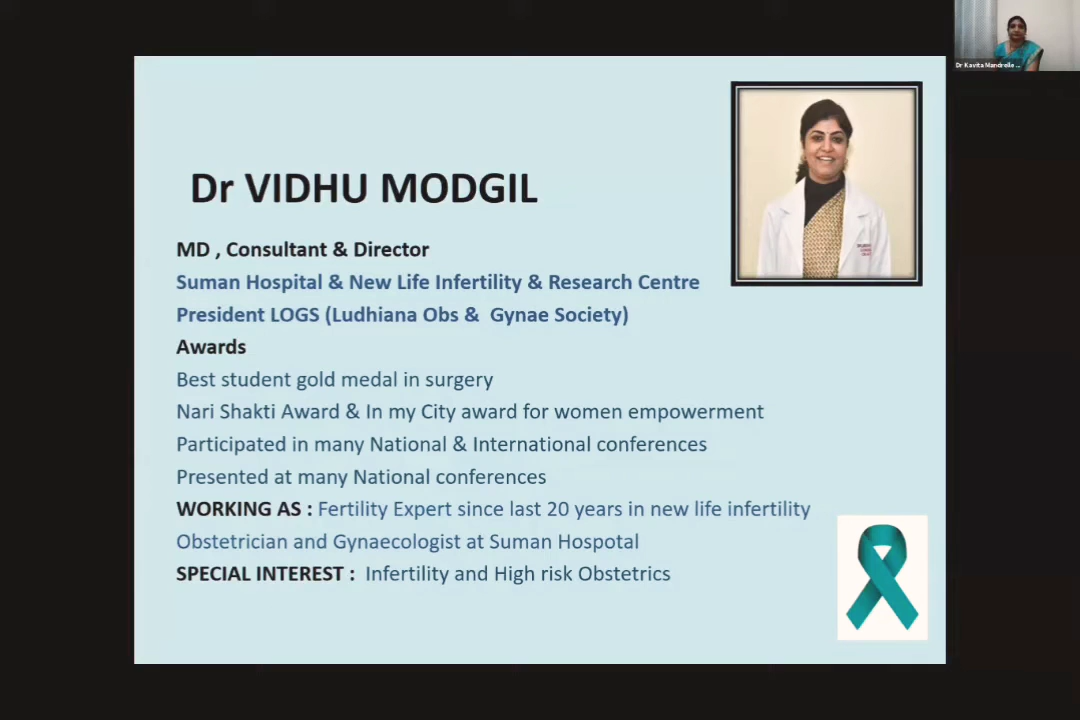 Dr Kavita Mandrelle ...
Dr VIDHU MODGIL
MD , Consultant & Director
Suman Hospital & New Life Infertility & Research Centre
President LOGS (Ludhiana Obs & Gynae Society)
Awards
Best student gold medal in surgery
Nari Shakti Award & In my City award for women empowerment
Participated in many National & International conferences
Presented at many National conferences
WORKING AS : Fertility Expert since last 20 years in new life infertility
Obstetrician and Gynaecologist at Suman Hospotal
SPECIAL INTEREST : Infertility and High risk Obstetrics